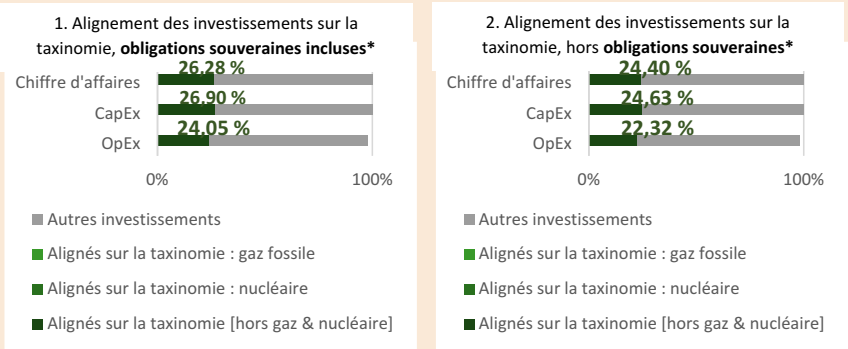 1. Alignement des investissements sur la
taxinomie, obligations souveraines incluses*
26,28 %
Chiffre d'affaires
26,90 %
CapEx
24,05 %
OpEx
0%
100%
Autres investissements
Alignés sur la taxinomie : gaz fossile
Alignés sur la taxinomie : nucléaire
Alignés sur la taxinomie [hors gaz & nucléaire]
2. Alignement des investissements sur la
taxinomie, hors obligations souveraines*
24,40 %
Chiffre d'affaires
24,63 %
CapEx
22,32 %
OpEx
0%
100%
Autres investissements
Alignés sur la taxinomie : gaz fossile
Alignés sur la taxinomie : nucléaire
Alignés sur la taxinomie [hors gaz & nucléaire]